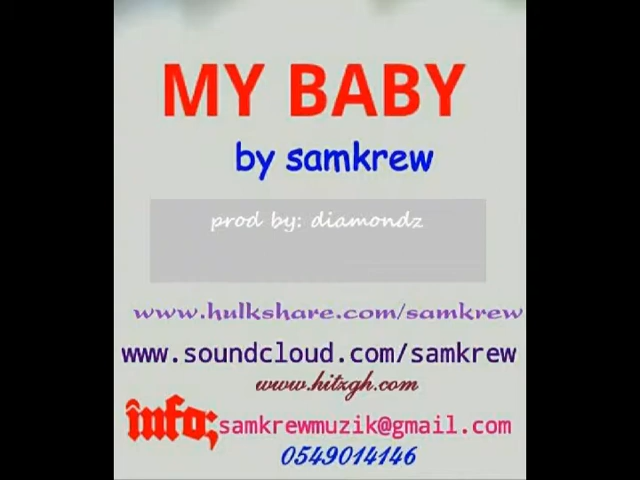 MY BABY
by samkrew
prod by: diamondz
www.hulkshare.com/samkrew
www.soundcloud.com/samkrew
www.hitzgh.com
info; samkrewmuzik@gmail.com
0549014146